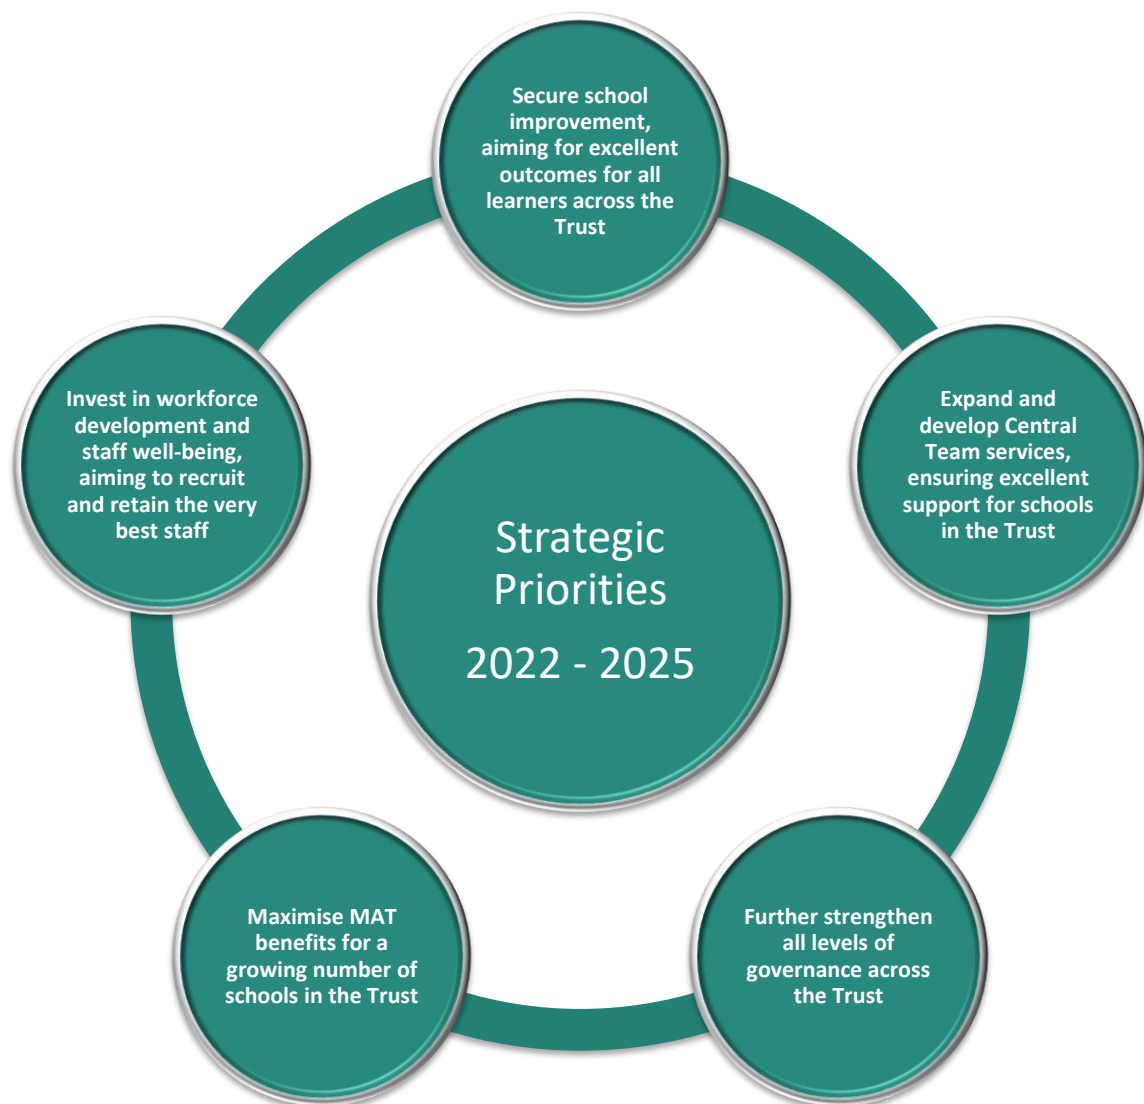 Secure school
improvement,
aiming for excellent
outcomes for all
learners across the
Trust
Expand and
develop Central
Team services,
ensuring excellent
support for schools
in the Trust
Further strengthen
all levels of
governance across
the Trust
Maximise MAT
benefits for a
growing number of
schools in the Trust
Invest in workforce
development and
staff well-being,
aiming to recruit
and retain the very
best staff
Strategic
Priorities
2022 - 2025